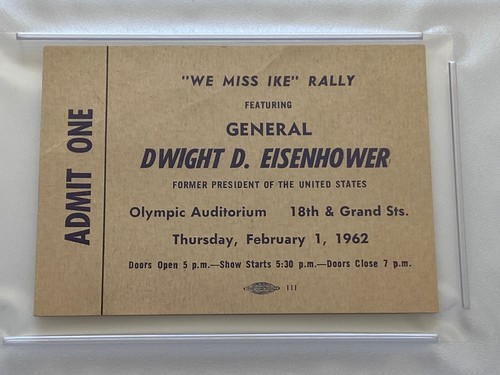 ADMIT ONE
"WE MISS IKE" RALLY
FEATURING
GENERAL
DWIGHT D. EISENHOWER
FORMER PRESIDENT OF THE UNITED STATES
Olympic Auditorium 18th & Grand Sts.
Thursday, February 1, 1962
Doors Open 5 p.m.—Show Starts 5:30 p.m.—Doors Close 7 p.m.
111